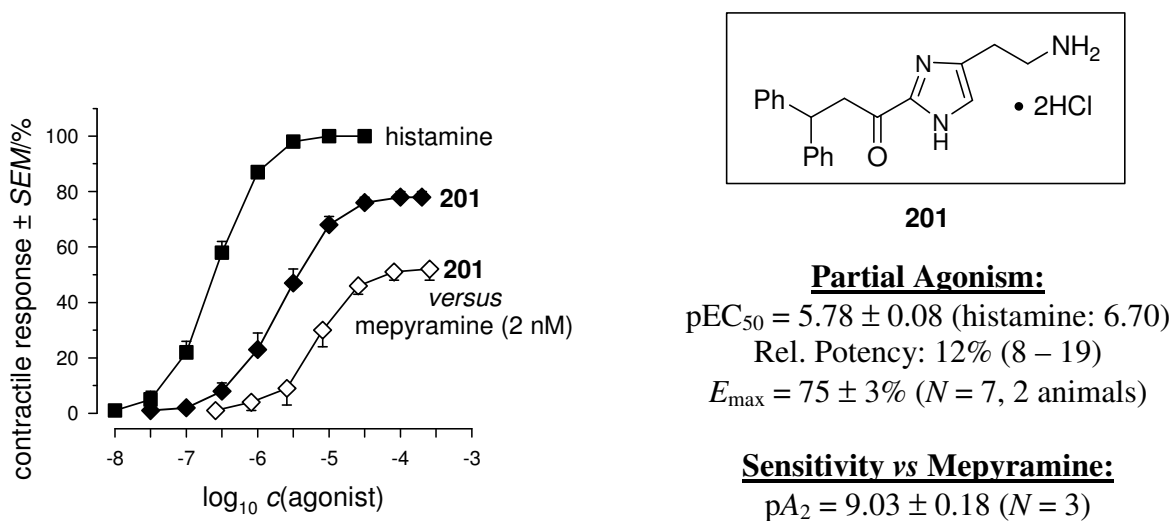 contractile response ± SEM/%
100
80
60
40
20
0
-8 -7 -6 -5 -4 -3
log₁₀ c(agonist)
histamine
201
201
versus
mepyramine (2 nM)
Ph
Ph
O
N
N
H
NH₂
• 2HCl
201
Partial Agonism:
pEC₅₀ = 5.78 ± 0.08 (histamine: 6.70)
Rel. Potency: 12% (8 – 19)
Eₘₐₓ = 75 ± 3% (N = 7, 2 animals)
Sensitivity vs Mepyramine:
pA₂ = 9.03 ± 0.18 (N = 3)